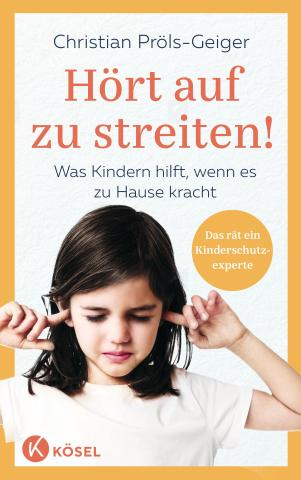 Christian Pröls-Geiger
Hört auf
zu streiten!
Was Kindern hilft, wenn es
zu Hause kracht
Das rät ein
Kinderschutz-
experte
KÖSEL